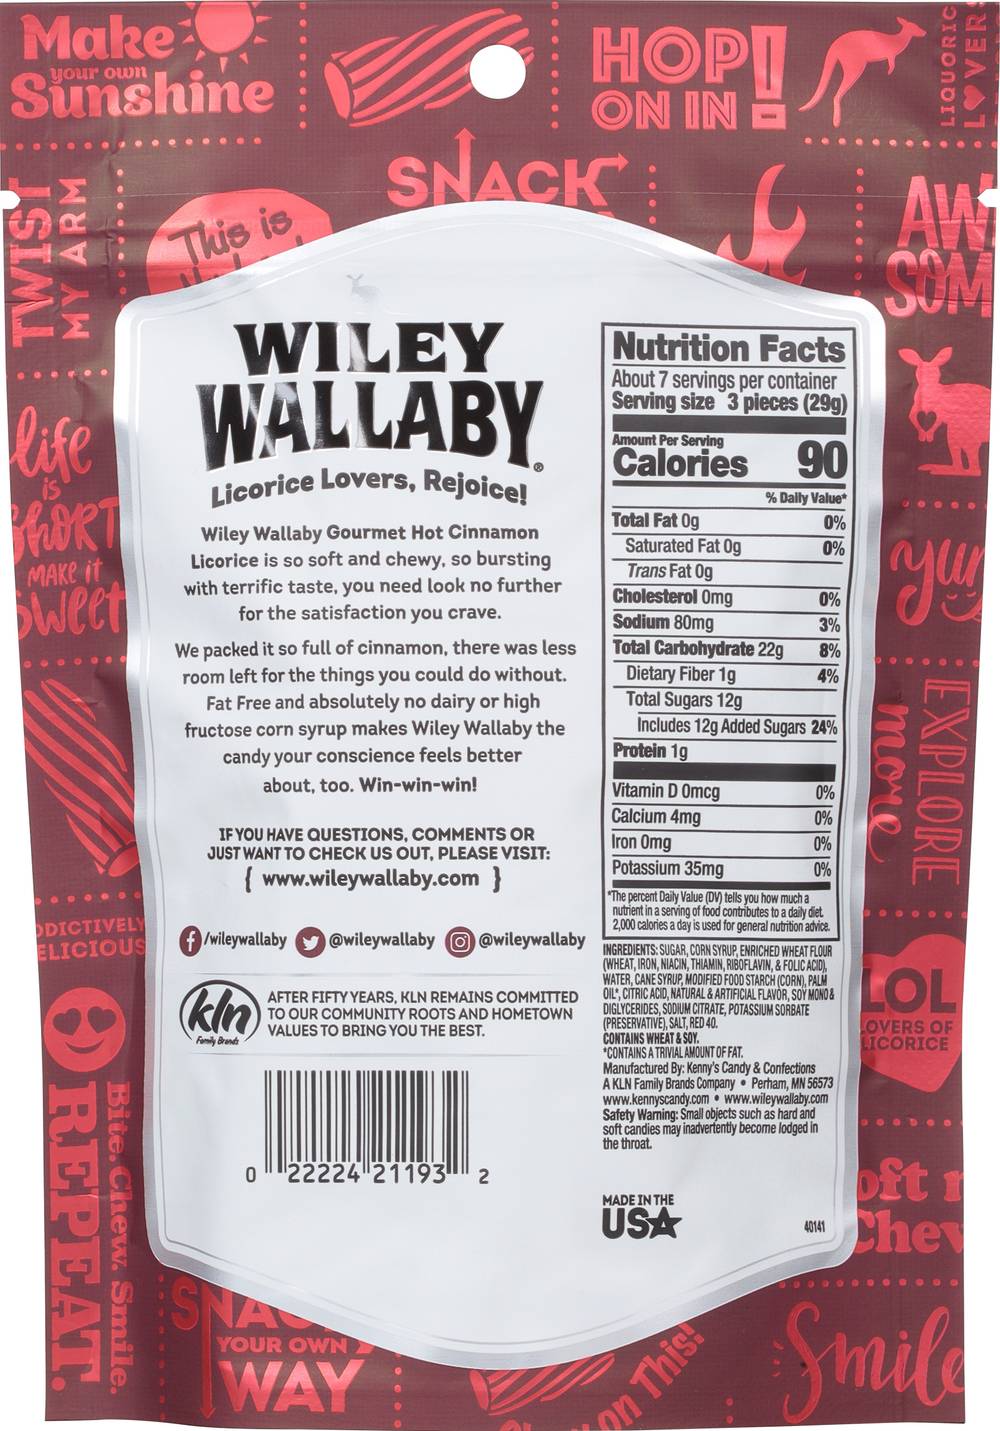 Make
your own
Sunshine
HOP!
ON IN
LIQUORIC
LOVERS
SNACK
TWIST
MY ARM
This is
AW
SOM
life
is
short
MAKE it
Sweet
yum
EXPLORE
more
WILEY
WALLABY®
Licorice Lovers, Rejoice!
Wiley Wallaby Gourmet Hot Cinnamon
Licorice is so soft and chewy, so bursting
with terrific taste, you need look no further
for the satisfaction you crave.
We packed it so full of cinnamon, there was less
room left for the things you could do without.
Fat Free and absolutely no dairy or high
fructose corn syrup makes Wiley Wallaby the
candy your conscience feels better
about, too. Win-win-win!
IF YOU HAVE QUESTIONS, COMMENTS OR
JUST WANT TO CHECK US OUT, PLEASE VISIT:
{ www.wileywallaby.com }
/wileywallaby @wileywallaby @wileywallaby
kln
Family Brands
AFTER FIFTY YEARS, KLN REMAINS COMMITTED
TO OUR COMMUNITY ROOTS AND HOMETOWN
VALUES TO BRING YOU THE BEST.
0 22224 21193 2
Nutrition Facts
About 7 servings per container
Serving size 3 pieces (29g)
Amount Per Serving
Calories 90
% Daily Value*
Total Fat 0g 0%
Saturated Fat 0g 0%
Trans Fat 0g
Cholesterol 0mg 0%
Sodium 80mg 3%
Total Carbohydrate 22g 8%
Dietary Fiber 1g 4%
Total Sugars 12g
Includes 12g Added Sugars 24%
Protein 1g
Vitamin D 0mcg 0%
Calcium 4mg 0%
Iron 0mg 0%
Potassium 35mg 0%
*The percent Daily Value (DV) tells you how much a
nutrient in a serving of food contributes to a daily diet.
2,000 calories a day is used for general nutrition advice.
INGREDIENTS: SUGAR, CORN SYRUP, ENRICHED WHEAT FLOUR
(WHEAT, IRON, NIACIN, THIAMIN, RIBOFLAVIN, & FOLIC ACID),
WATER, CANE SYRUP, MODIFIED FOOD STARCH (CORN), PALM
OIL*, CITRIC ACID, NATURAL & ARTIFICIAL FLAVOR, SOY MONO &
DIGLYCERIDES, SODIUM CITRATE, POTASSIUM SORBATE
(PRESERVATIVE), SALT, RED 40.
CONTAINS WHEAT & SOY.
*CONTAINS A TRIVIAL AMOUNT OF FAT.
Manufactured By: Kenny's Candy & Confections
A KLN Family Brands Company • Perham, MN 56573
www.kennyscandy.com • www.wileywallaby.com
Safety Warning: Small objects such as hard and
soft candies may inadvertently become lodged in
the throat.
MADE IN THE
USA
40141
DDICTIVELY
ELICIOUS
LOL
LOVERS OF
LICORICE
Bite. Chew. Smile.
REPEAT.
oft
Chew
SNAC
YOUR OWN
WAY
on This!
Smile